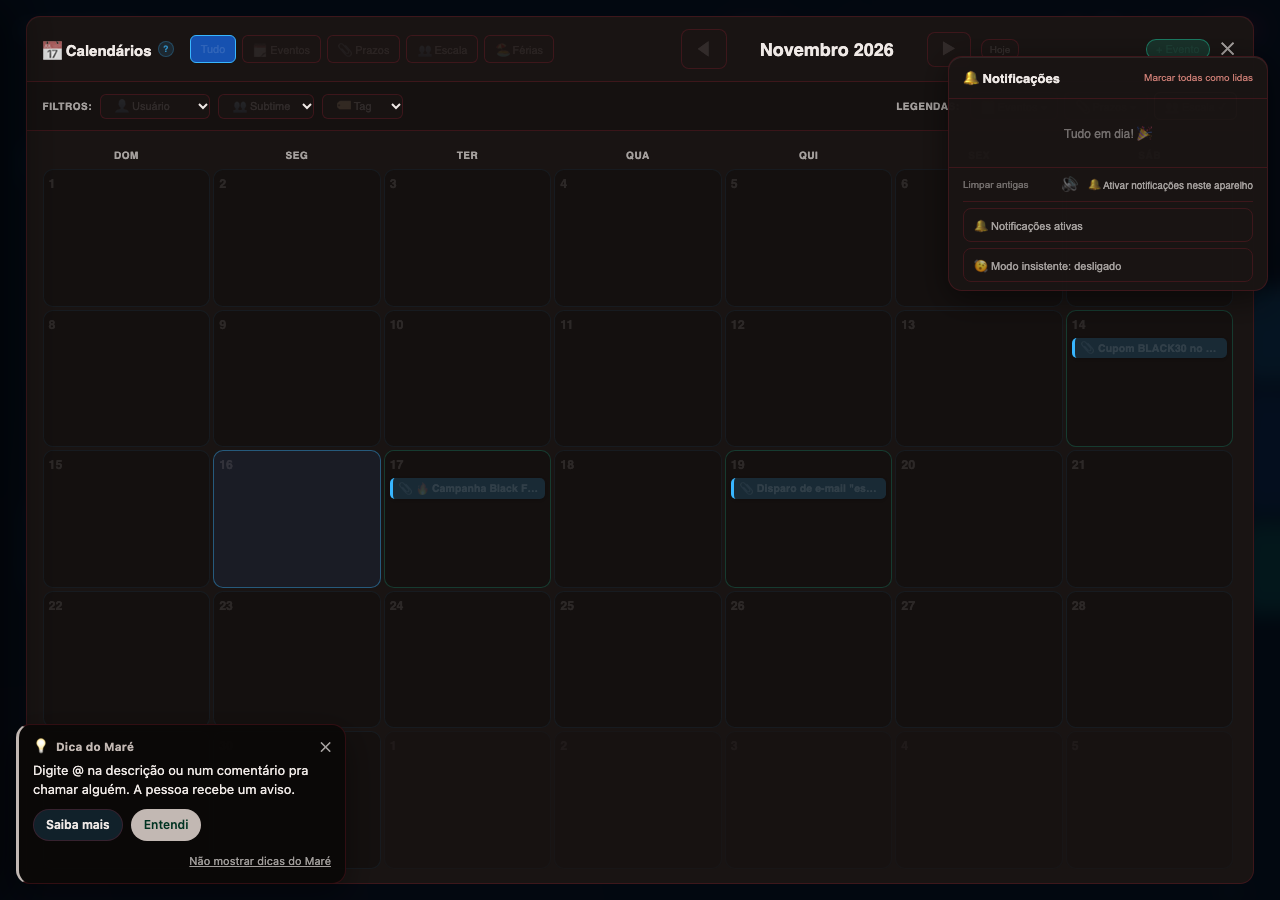 Calendários ?
Tudo
Eventos
Prazos
Escala
Férias
Novembro 2026
Hoje
Evento
FILTROS:
Usuário
Subtime
Tag
LEGENDA
Notificações
Marcar todas como lidas
Tudo em dia!
Limpar antigas
Ativar notificações neste aparelho
Notificações ativas
Modo insistente: desligado
DOM SEG TER QUA QUI
1 2 3 4 5 6
8 9 10 11 12 13 14
Cupom BLACK30 no ...
15 16 17 18 19 20 21
Campanha Black F...
Disparo de e-mail "es...
22 23 24 25 26 27 28
1 2 3 4 5
Dica do Maré
Digite @ na descrição ou num comentário pra
chamar alguém. A pessoa recebe um aviso.
Saiba mais
Entendi
Não mostrar dicas do Maré